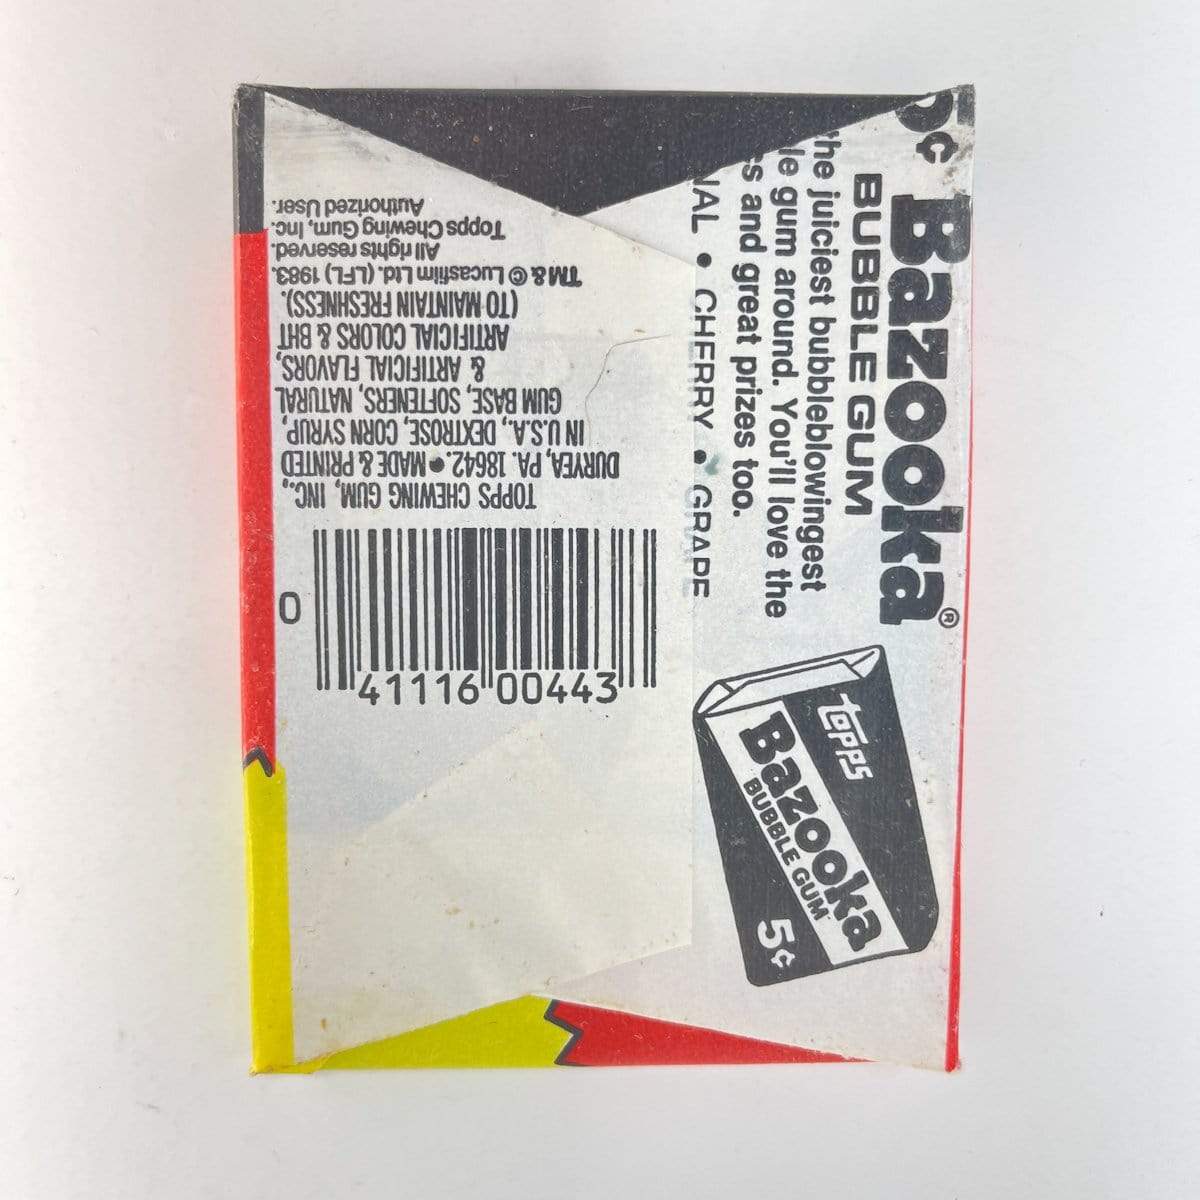 5¢ Bazooka®
BUBBLE GUM
he juiciest bubbleblowingest
le gum around. You'll love the
s and great prizes too.
NAL • CHERRY • GRAPE
topps
Bazooka
BUBBLE GUM
5¢
0
41116 00443
TOPPS CHEWING GUM, INC.,
DURYEA, PA. 18642. • MADE & PRINTED
IN U.S.A. DEXTROSE, CORN SYRUP,
GUM BASE, SOFTENERS, NATURAL
& ARTIFICIAL FLAVORS,
ARTIFICIAL COLORS & BHT
(TO MAINTAIN FRESHNESS).
TM & © Lucasfilm Ltd. (LFL) 1983.
All rights reserved.
Topps Chewing Gum, Inc.
Authorized User.